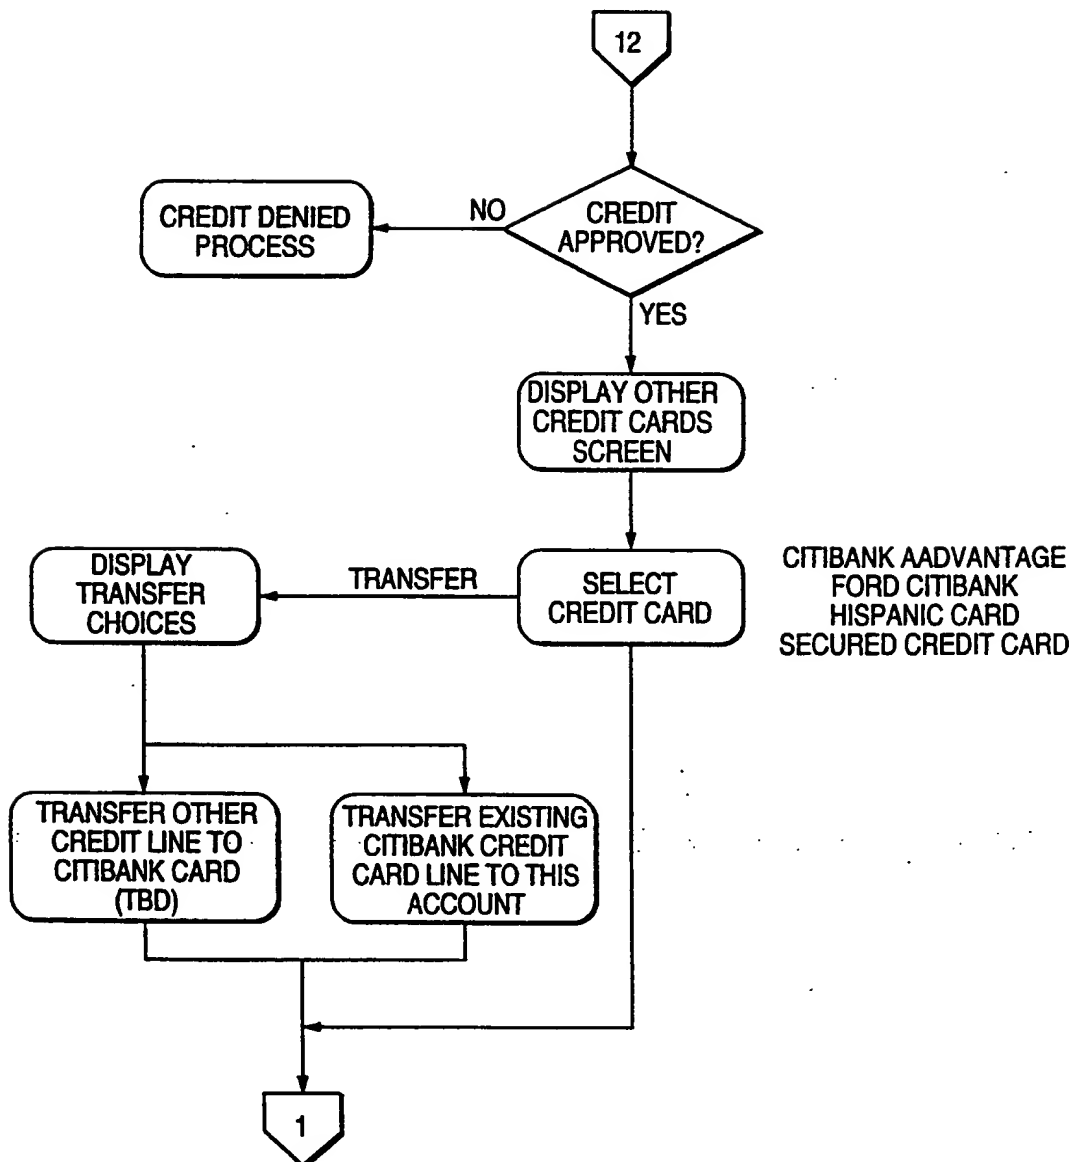 12
CREDIT
APPROVED?
NO
CREDIT DENIED
PROCESS
YES
DISPLAY OTHER
CREDIT CARDS
SCREEN
SELECT
CREDIT CARD
CITIBANK AADVANTAGE
FORD CITIBANK
HISPANIC CARD
SECURED CREDIT CARD
TRANSFER
DISPLAY
TRANSFER
CHOICES
TRANSFER OTHER
CREDIT LINE TO
CITIBANK CARD
(TBD)
TRANSFER EXISTING
CITIBANK CREDIT
CARD LINE TO THIS
ACCOUNT
1